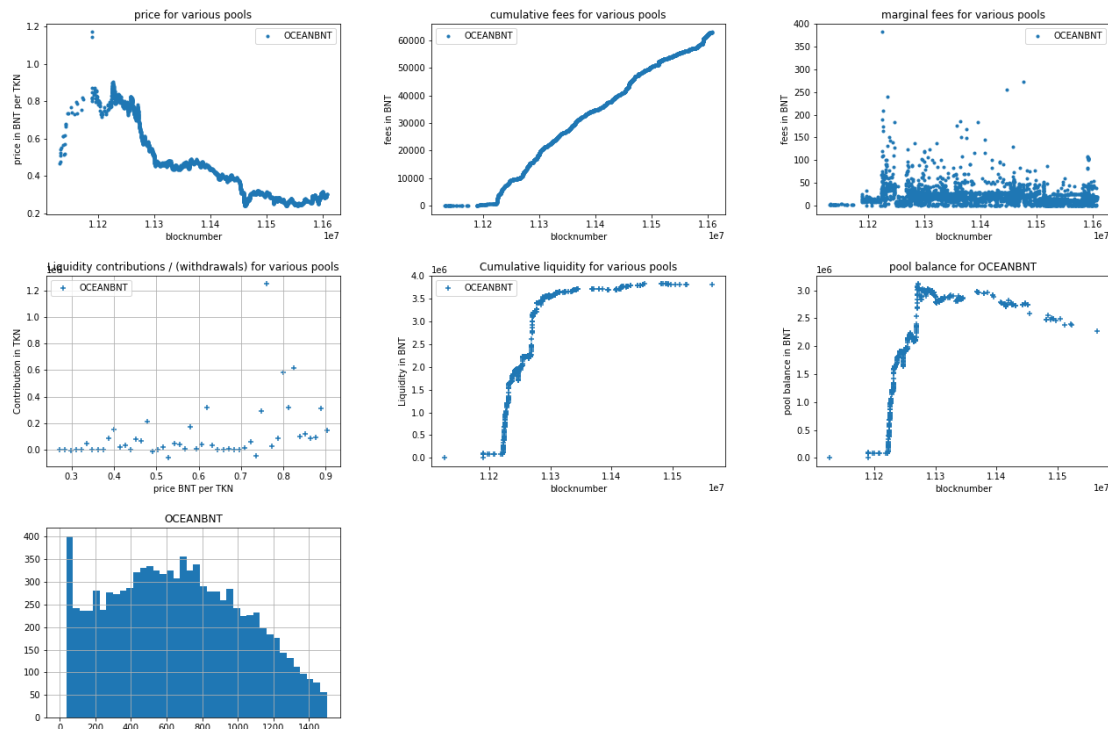 price for various pools
cumulative fees for various pools
marginal fees for various pools
OCEANBNT
OCEANBNT
OCEANBNT
price in BNT per TKN
1.2
1.0
0.8
0.6
0.4
0.2
1.12
1.13
1.14
1.15
1.16
blocknumber
1e7
fees in BNT
60000
50000
40000
30000
20000
10000
0
1.12
1.13
1.14
1.15
1.16
blocknumber
1e7
fees in BNT
400
350
300
250
200
150
100
50
0
1.12
1.13
1.14
1.15
1.16
blocknumber
1e7
Liquidity contributions / (withdrawals) for various pools
1e6
OCEANBNT
Contribution in TKN
1.2
1.0
0.8
0.6
0.4
0.2
0.0
0.3
0.4
0.5
0.6
0.7
0.8
0.9
price BNT per TKN
Cumulative liquidity for various pools
1e6
OCEANBNT
Liquidity in BNT
4.0
3.5
3.0
2.5
2.0
1.5
1.0
0.5
0.0
1.12
1.13
1.14
1.15
blocknumber
1e7
pool balance for OCEANBNT
1e6
pool balance in BNT
3.0
2.5
2.0
1.5
1.0
0.5
0.0
1.12
1.13
1.14
1.15
blocknumber
1e7
OCEANBNT
400
350
300
250
200
150
100
50
0
0
200
400
600
800
1000
1200
1400